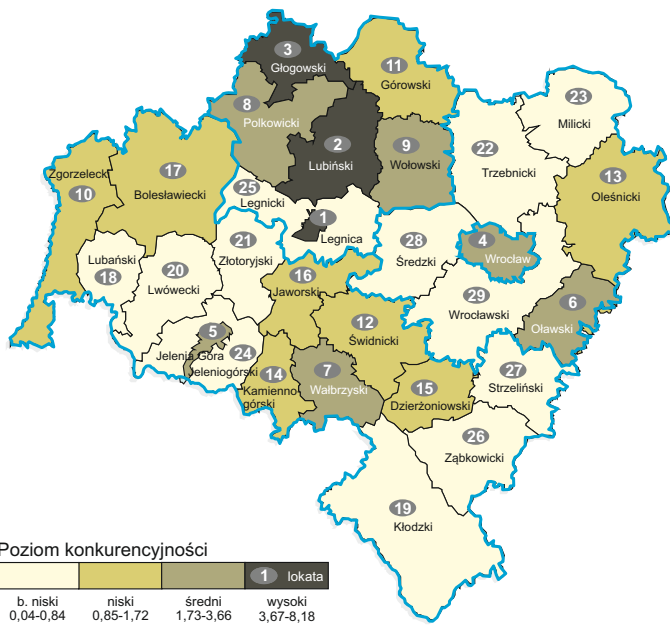 3
Głogowski
11
Górowski
23
Milicki
8
Polkowicki
2
Lubiński
9
Wołowski
22
Trzebnicki
Zgorzelecki
10
17
Bolesławiecki
13
Oleśnicki
25
Legnicki
1
Legnica
28
Średzki
4
Wrocław
21
Złotoryjski
Lubański
18
20
Lwówecki
16
Jaworski
29
Wrocławski
6
Oławski
12
Świdnicki
5
Jelenia Góra
24
Jeleniogórski
14
Kamienno-
górski
7
Wałbrzyski
15
Dzierżoniowski
27
Strzeliński
26
Ząbkowicki
19
Kłodzki
Poziom konkurencyjności
1 lokata
b. niski niski średni wysoki
0,04-0,84 0,85-1,72 1,73-3,66 3,67-8,18